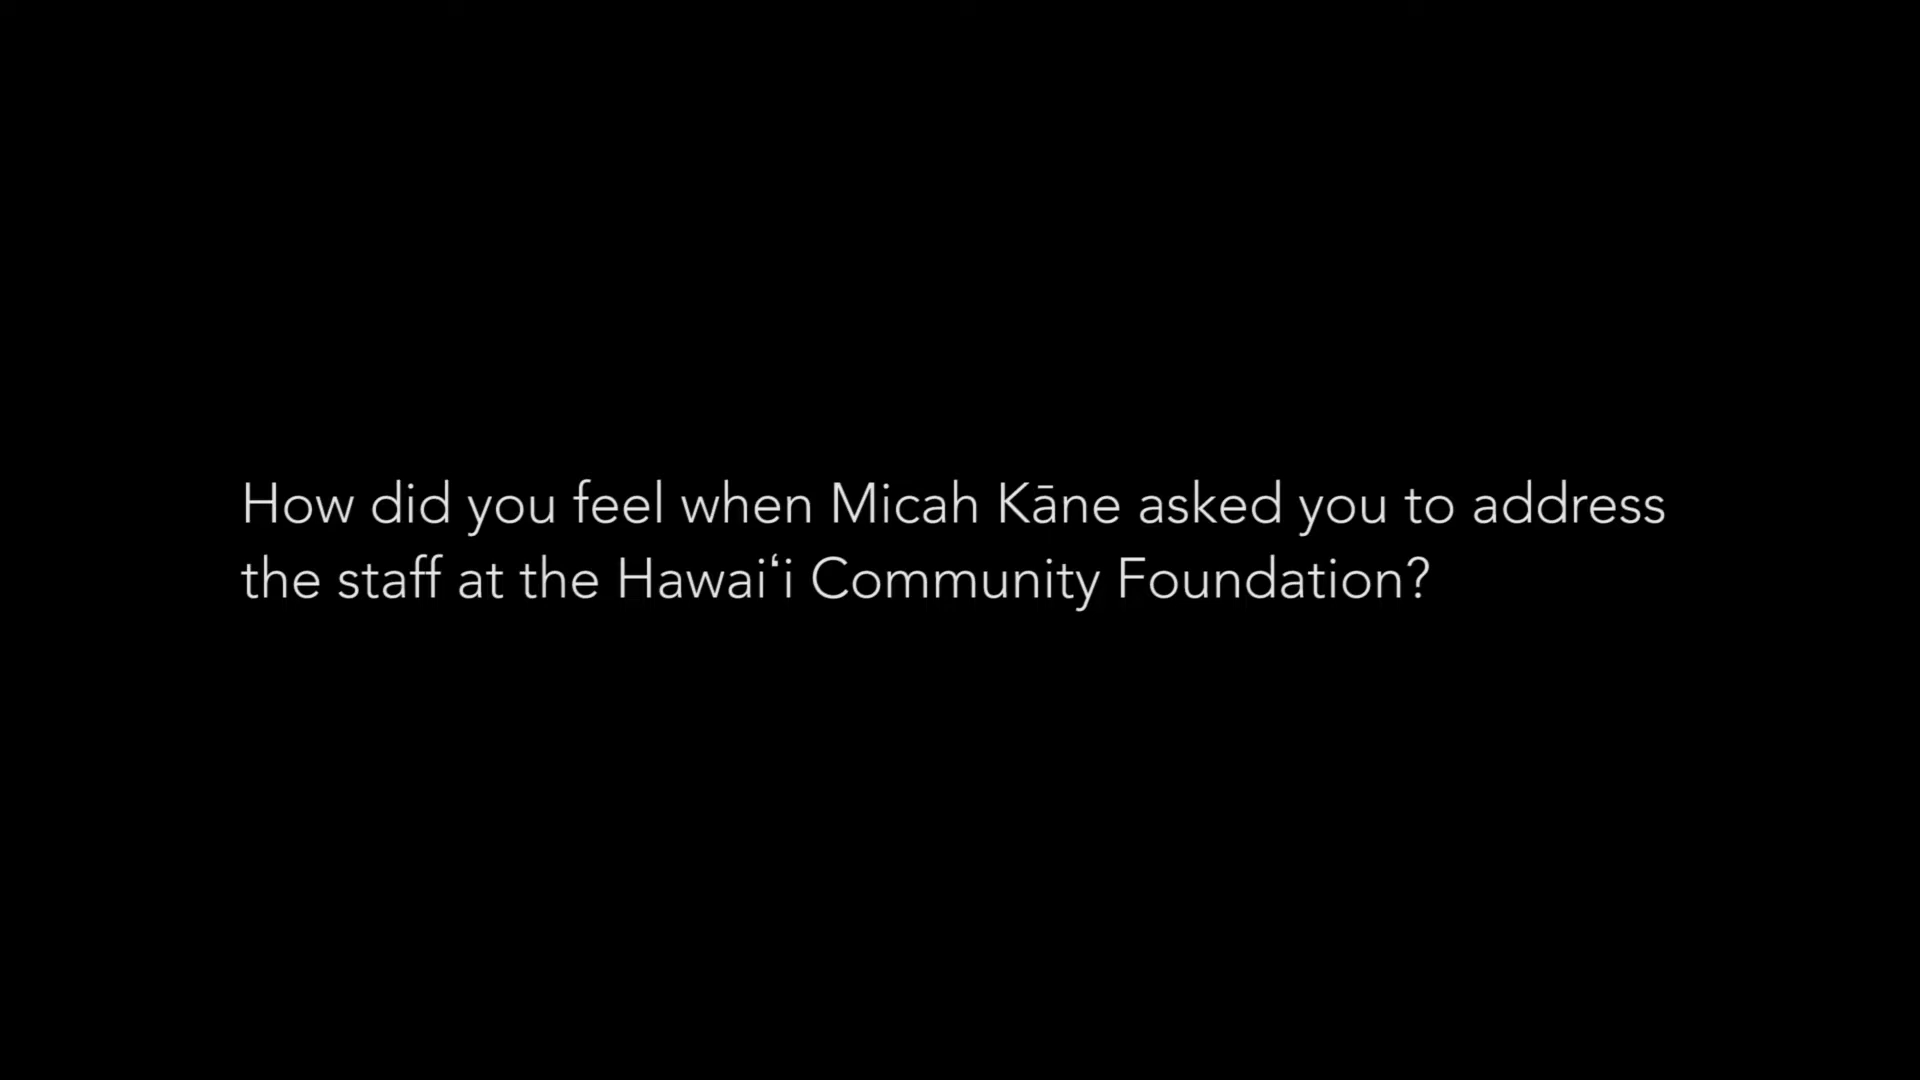 How did you feel when Micah Kāne asked you to address
the staff at the Hawaiʻi Community Foundation?